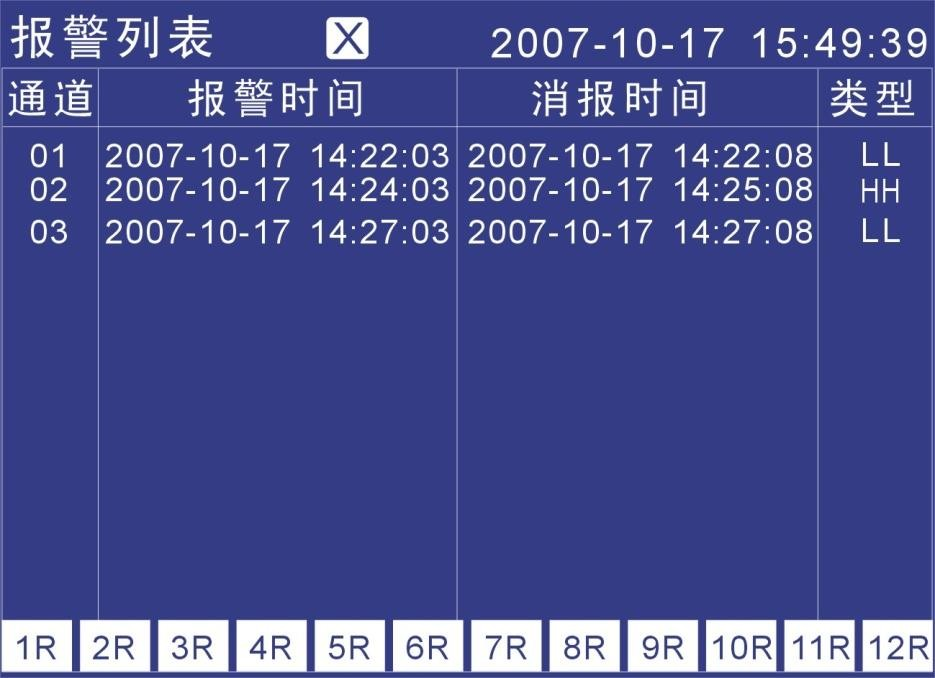 报警列表 X 2007-10-17 15:49:39
通道 报警时间 消报时间 类型
01 2007-10-17 14:22:03 2007-10-17 14:22:08 LL
02 2007-10-17 14:24:03 2007-10-17 14:25:08 HH
03 2007-10-17 14:27:03 2007-10-17 14:27:08 LL
1R 2R 3R 4R 5R 6R 7R 8R 9R 10R 11R 12R